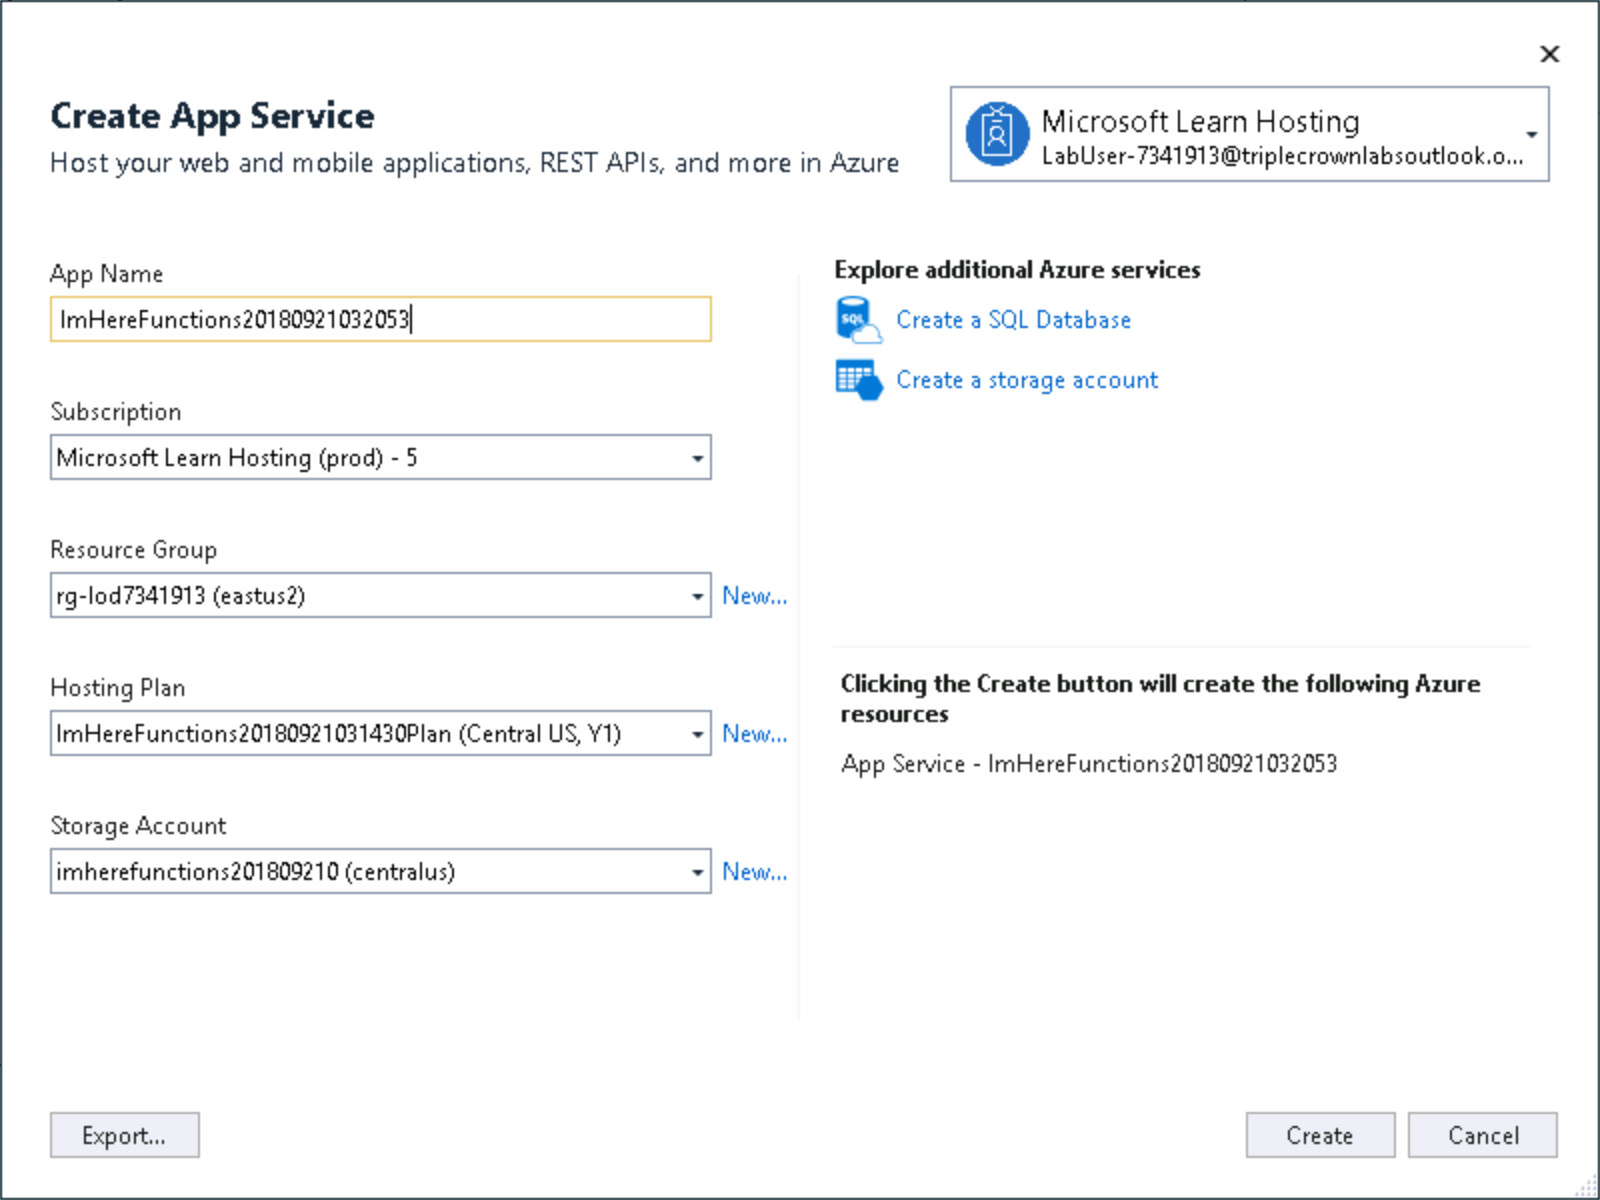 Create App Service
Host your web and mobile applications, REST APIs, and more in Azure
Microsoft Learn Hosting
LabUser-7341913@triplecrownlabsoutlook.o...
App Name
ImHereFunctions20180921032053
Subscription
Microsoft Learn Hosting (prod) - 5
Resource Group
rg-lod7341913 (eastus2)
New...
Hosting Plan
ImHereFunctions20180921031430Plan (Central US, Y1)
New...
Storage Account
imherefunctions201809210 (centralus)
New...
Explore additional Azure services
SQL
Create a SQL Database
Create a storage account
Clicking the Create button will create the following Azure
resources
App Service - ImHereFunctions20180921032053
Export...
Create
Cancel